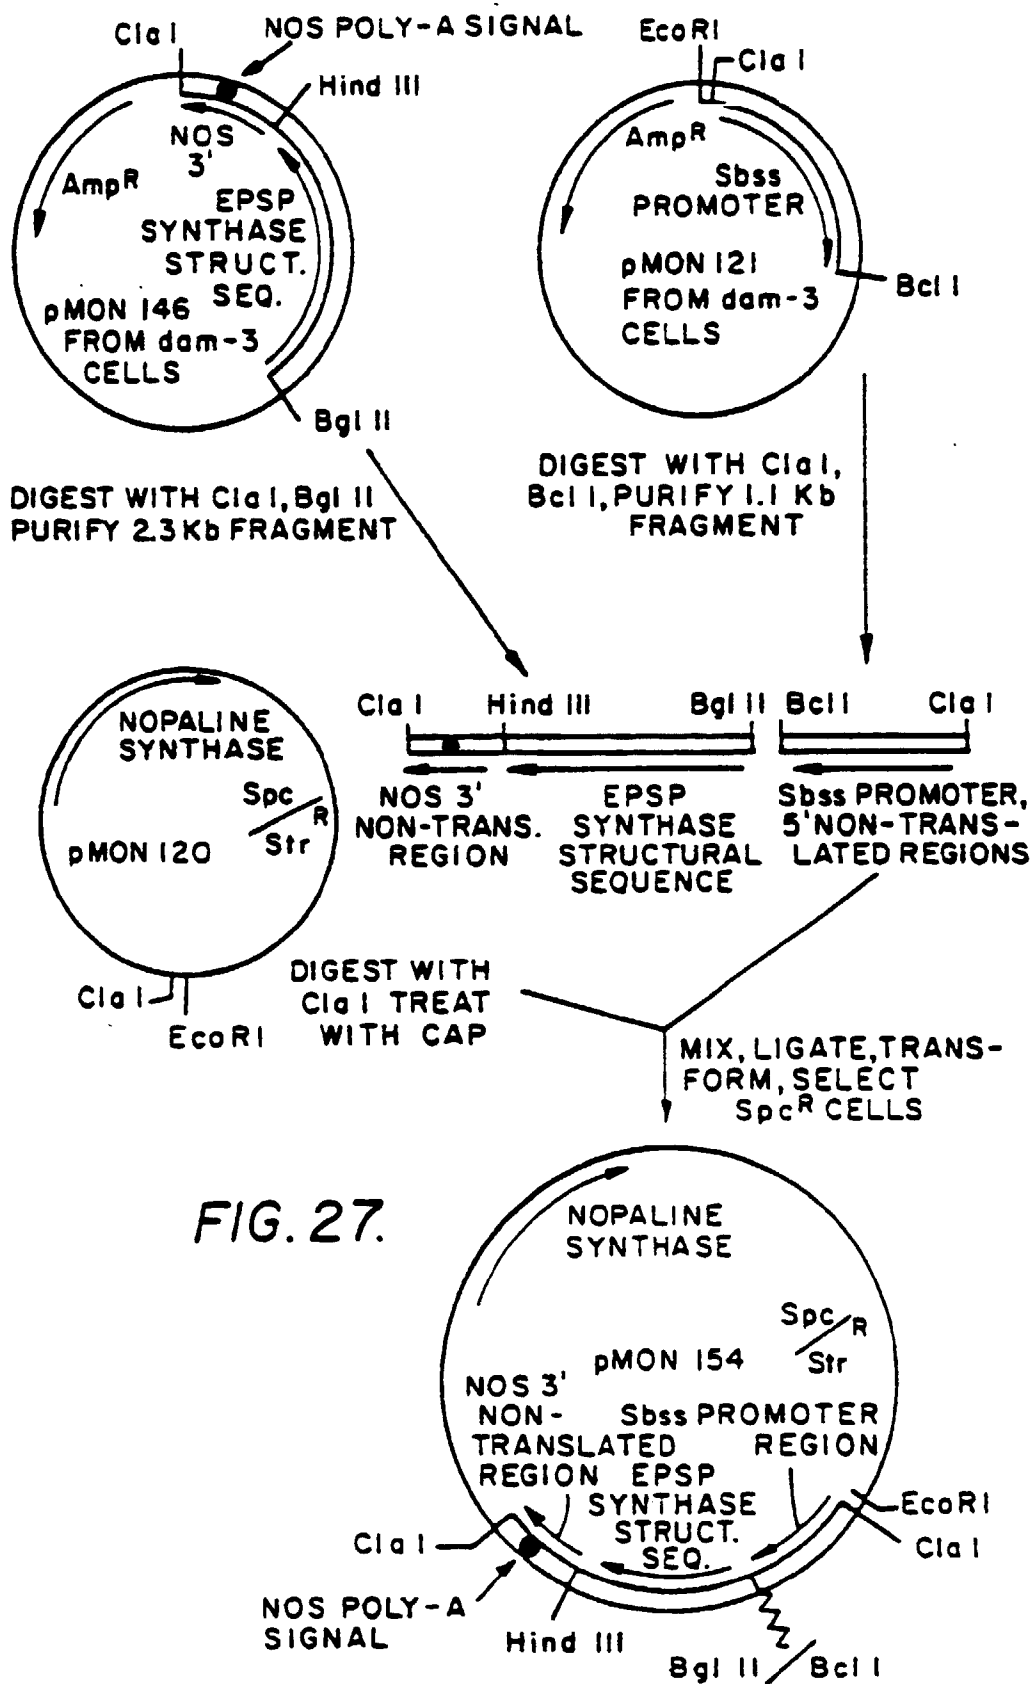 Cla I
NOS POLY-A SIGNAL
Hind III
NOS
3'
AmpR
EPSP
SYNTHASE
STRUCT.
SEQ.
pMON 146
FROM dam-3
CELLS
Bgl II
EcoRI
Cla I
AmpR
Sbss
PROMOTER
pMON 121
FROM dam-3
CELLS
Bcl I
DIGEST WITH Cla I, Bgl II
PURIFY 2.3 Kb FRAGMENT
DIGEST WITH Cla I,
Bcl I, PURIFY 1.1 Kb
FRAGMENT
NOPALINE
SYNTHASE
Spc/Str R
pMON 120
Cla I
EcoRI
Cla I Hind III Bgl II Bcl I Cla I
NOS 3'
NON-TRANS.
REGION
EPSP
SYNTHASE
STRUCTURAL
SEQUENCE
Sbss PROMOTER,
5' NON-TRANS-
LATED REGIONS
DIGEST WITH
Cla I TREAT
WITH CAP
MIX, LIGATE, TRANS-
FORM, SELECT
SpcR CELLS
FIG. 27.
NOPALINE
SYNTHASE
Spc/Str R
pMON 154
NOS 3'
NON-
TRANSLATED
REGION
Sbss PROMOTER
REGION
EPSP
SYNTHASE
STRUCT.
SEQ.
EcoRI
Cla I
Cla I
NOS POLY-A
SIGNAL
Hind III
Bgl II/Bcl I